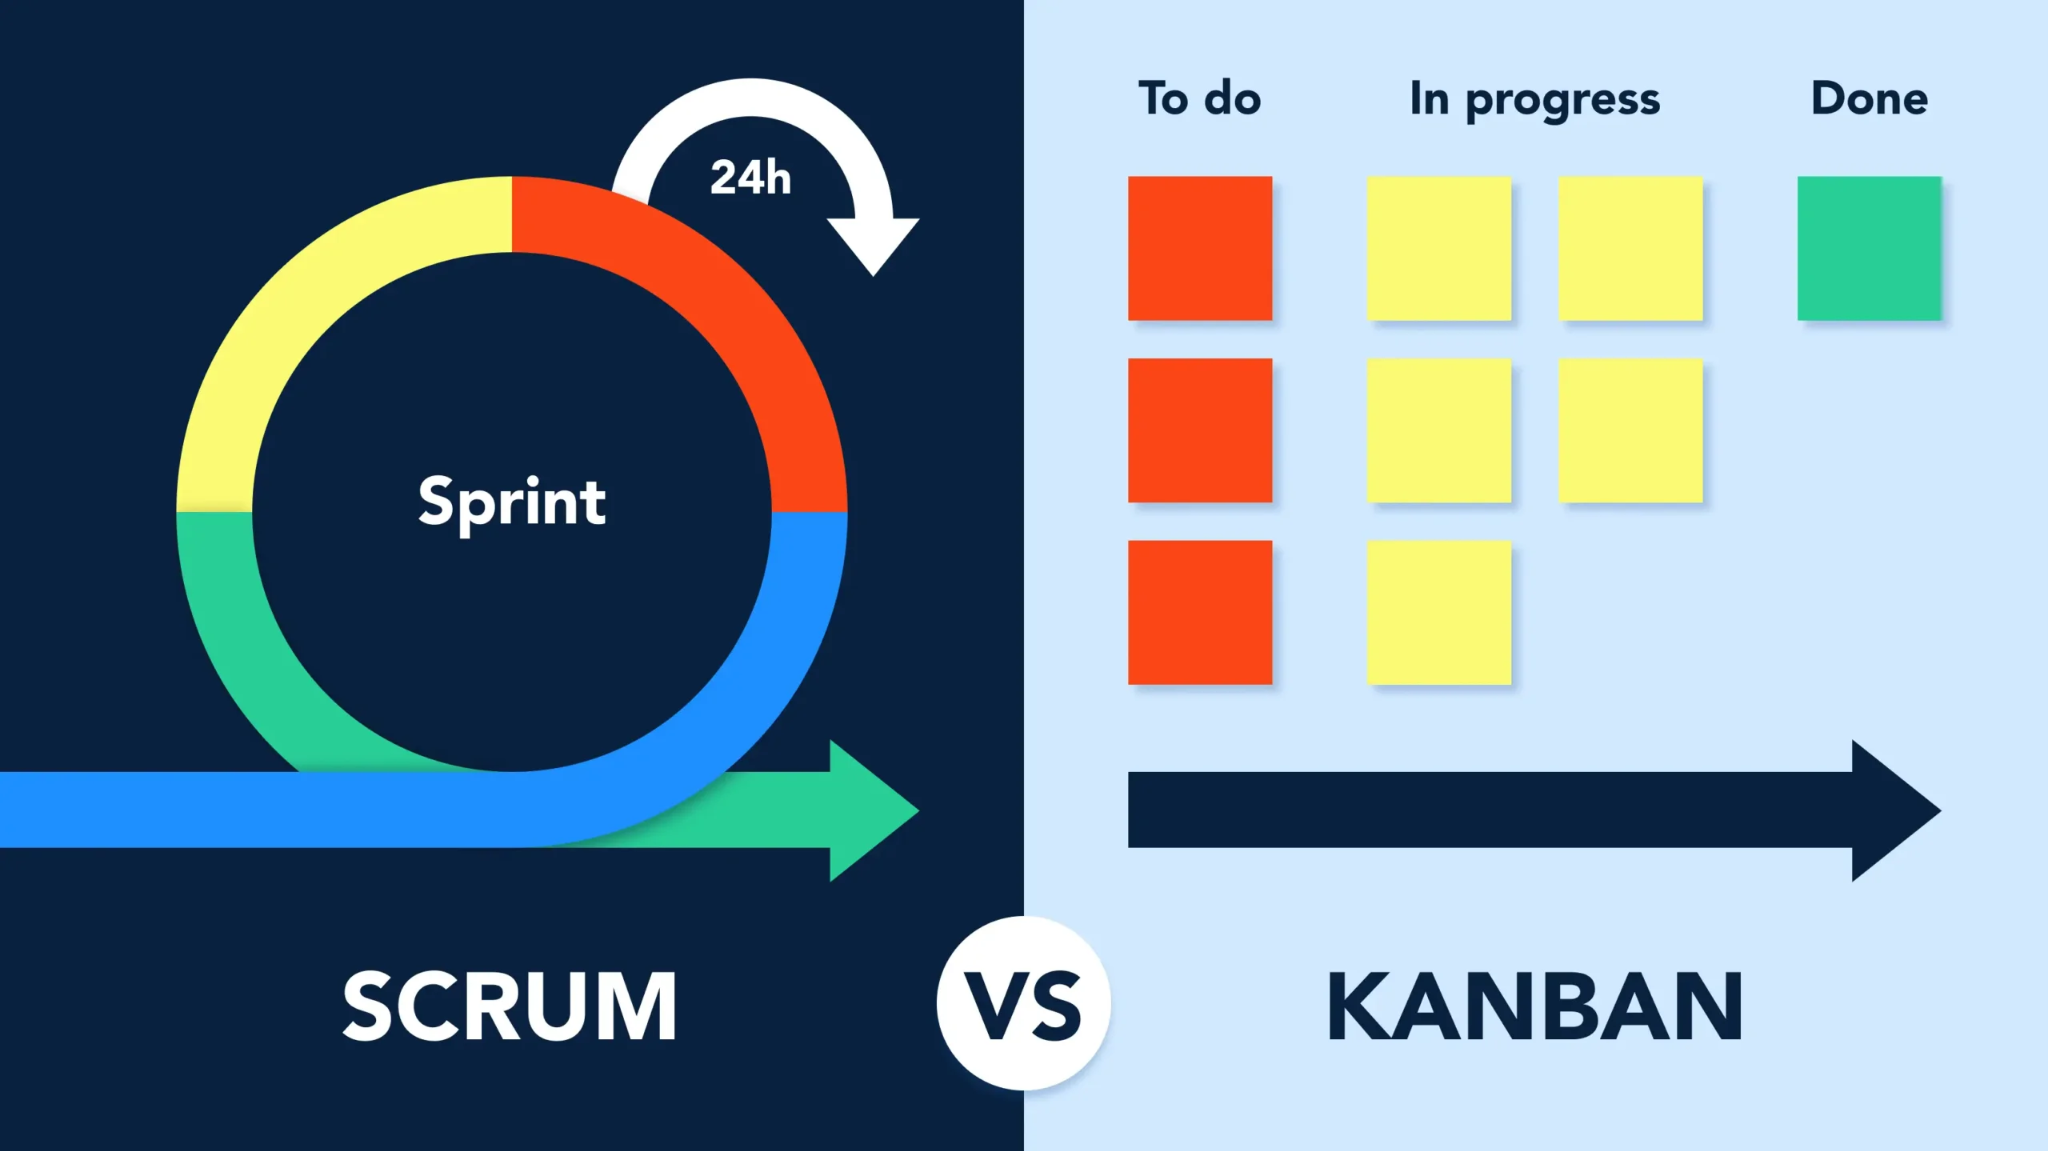 24h
Sprint
SCRUM
VS
To do
In progress
Done
KANBAN